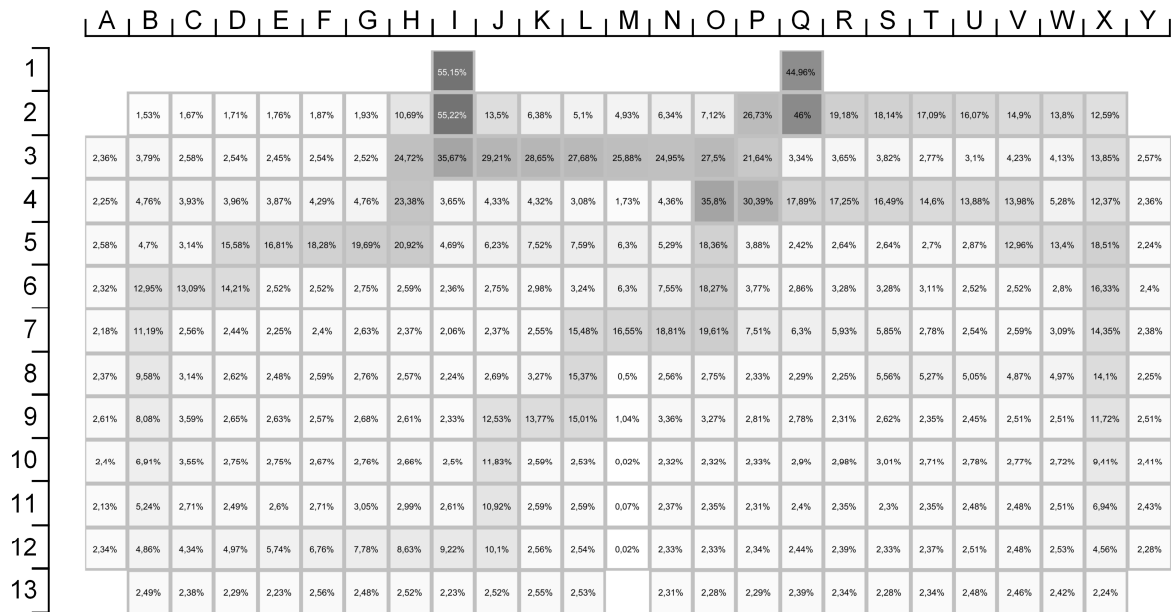 A B C D E F G H I J K L M N O P Q R S T U V W X Y
1 55,15% 44,96%
2 1,53% 1,67% 1,71% 1,76% 1,87% 1,93% 10,69% 55,22% 13,5% 6,38% 5,1% 4,93% 6,34% 7,12% 26,73% 46% 19,18% 18,14% 17,09% 16,07% 14,9% 13,8% 12,59%
3 2,36% 3,79% 2,58% 2,54% 2,45% 2,54% 2,52% 24,72% 35,67% 29,21% 28,65% 27,68% 25,88% 24,95% 27,5% 21,64% 3,34% 3,65% 3,82% 2,77% 3,1% 4,23% 4,13% 13,85% 2,57%
4 2,25% 4,76% 3,93% 3,96% 3,87% 4,29% 4,76% 23,38% 3,65% 4,33% 4,32% 3,08% 1,73% 4,36% 35,8% 30,39% 17,89% 17,25% 16,49% 14,6% 13,88% 13,98% 5,28% 12,37% 2,36%
5 2,58% 4,7% 3,14% 15,58% 16,81% 18,28% 19,69% 20,92% 4,69% 6,23% 7,52% 7,59% 6,3% 5,29% 18,36% 3,88% 2,42% 2,64% 2,64% 2,7% 2,87% 12,96% 13,4% 18,51% 2,24%
6 2,32% 12,95% 13,09% 14,21% 2,52% 2,52% 2,75% 2,59% 2,36% 2,75% 2,98% 3,24% 6,3% 7,55% 18,27% 3,77% 2,86% 3,28% 3,28% 3,11% 2,52% 2,52% 2,8% 16,33% 2,4%
7 2,18% 11,19% 2,56% 2,44% 2,25% 2,4% 2,63% 2,37% 2,06% 2,37% 2,55% 15,48% 16,55% 18,81% 19,61% 7,51% 6,3% 5,93% 5,85% 2,78% 2,54% 2,59% 3,09% 14,35% 2,38%
8 2,37% 9,58% 3,14% 2,62% 2,48% 2,59% 2,76% 2,57% 2,24% 2,69% 3,27% 15,37% 0,5% 2,56% 2,75% 2,33% 2,29% 2,25% 5,56% 5,27% 5,05% 4,87% 4,97% 14,1% 2,25%
9 2,61% 8,08% 3,59% 2,65% 2,63% 2,57% 2,68% 2,61% 2,33% 12,53% 13,77% 15,01% 1,04% 3,36% 3,27% 2,81% 2,78% 2,31% 2,62% 2,35% 2,45% 2,51% 2,51% 11,72% 2,51%
10 2,4% 6,91% 3,55% 2,75% 2,75% 2,67% 2,76% 2,66% 2,5% 11,83% 2,59% 2,53% 0,02% 2,32% 2,32% 2,33% 2,9% 2,98% 3,01% 2,71% 2,78% 2,77% 2,72% 9,41% 2,41%
11 2,13% 5,24% 2,71% 2,49% 2,6% 2,71% 3,05% 2,99% 2,61% 10,92% 2,59% 2,59% 0,07% 2,37% 2,35% 2,31% 2,4% 2,35% 2,3% 2,35% 2,48% 2,48% 2,51% 6,94% 2,43%
12 2,34% 4,86% 4,34% 4,97% 5,74% 6,76% 7,78% 8,63% 9,22% 10,1% 2,56% 2,54% 0,02% 2,33% 2,33% 2,34% 2,44% 2,39% 2,33% 2,37% 2,51% 2,48% 2,53% 4,56% 2,28%
13 2,49% 2,38% 2,29% 2,23% 2,56% 2,48% 2,52% 2,23% 2,52% 2,55% 2,53% 2,31% 2,28% 2,29% 2,39% 2,34% 2,28% 2,34% 2,48% 2,46% 2,42% 2,24%